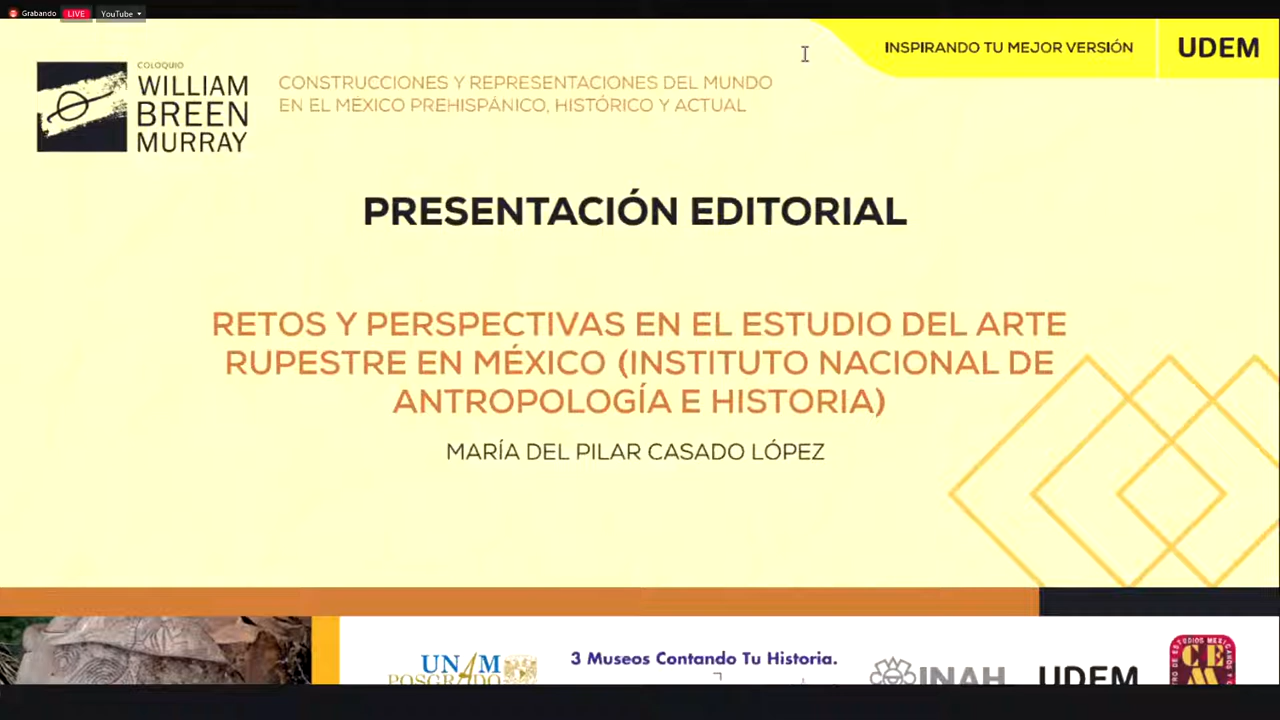 Grabando LIVE YouTube
INSPIRANDO TU MEJOR VERSIÓN UDEM
COLOQUIO
WILLIAM
BREEN
MURRAY
CONSTRUCCIONES Y REPRESENTACIONES DEL MUNDO
EN EL MÉXICO PREHISPÁNICO, HISTÓRICO Y ACTUAL
PRESENTACIÓN EDITORIAL
RETOS Y PERSPECTIVAS EN EL ESTUDIO DEL ARTE
RUPESTRE EN MÉXICO (INSTITUTO NACIONAL DE
ANTROPOLOGÍA E HISTORIA)
MARÍA DEL PILAR CASADO LÓPEZ
UNAM
POSGRADO
3 Museos Contando Tu Historia.
INAH
UDEM
CEM